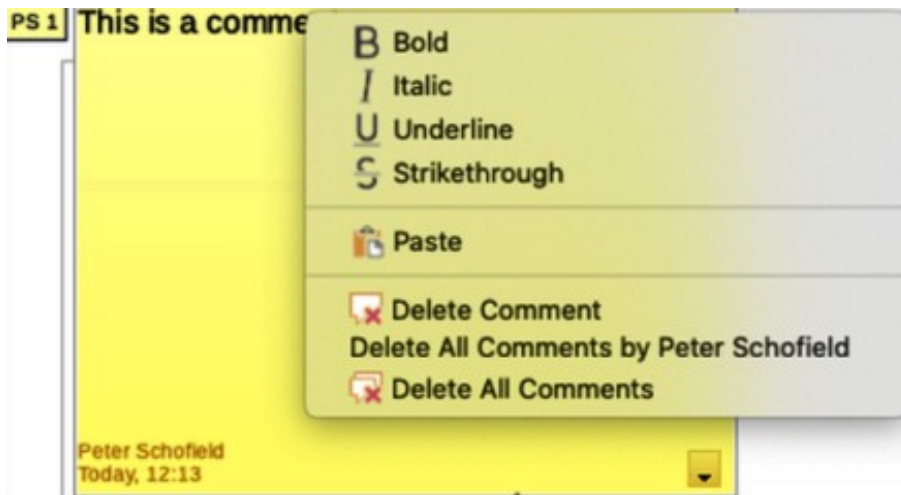 PS 1 This is a comme
Bold
Italic
Underline
Strikethrough
Paste
Delete Comment
Delete All Comments by Peter Schofield
Delete All Comments
Peter Schofield
Today, 12:13